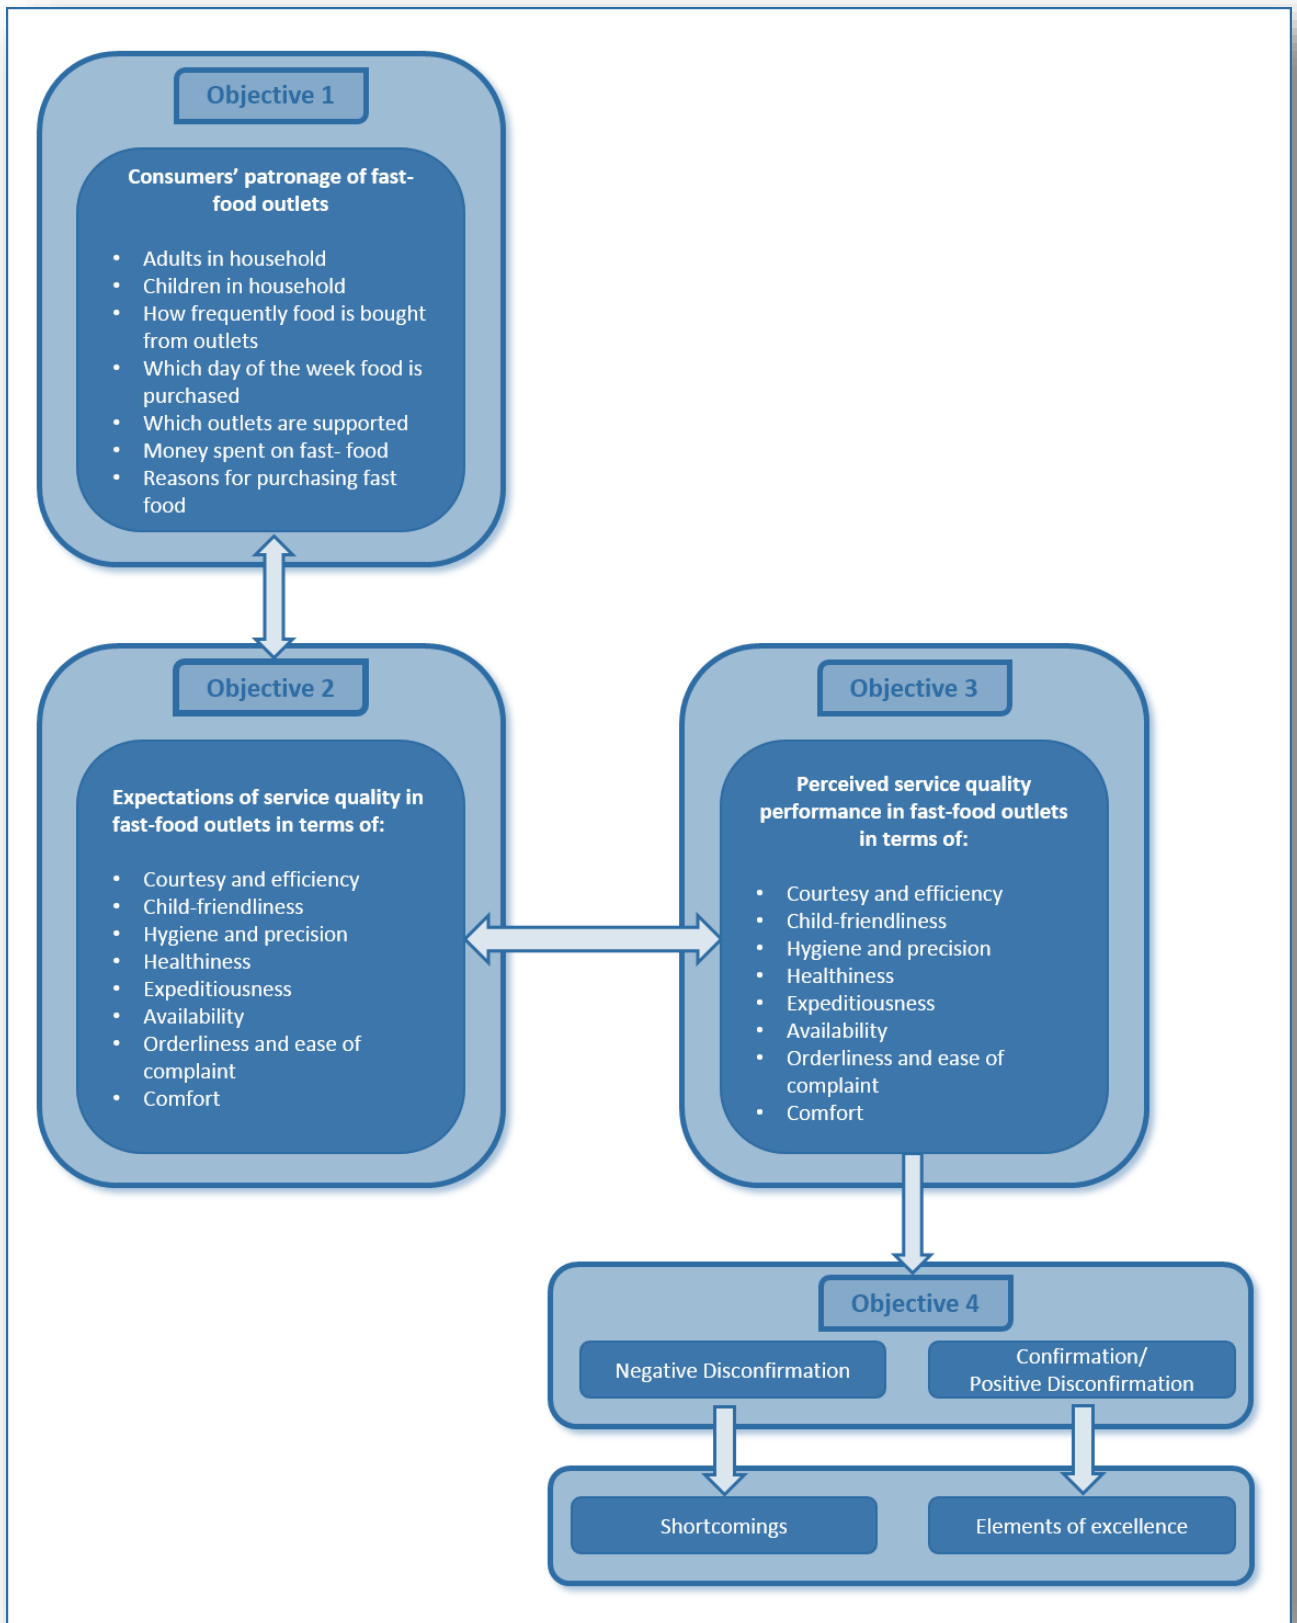 Objective 1
Consumers’ patronage of fast-
food outlets
• Adults in household
• Children in household
• How frequently food is bought
from outlets
• Which day of the week food is
purchased
• Which outlets are supported
• Money spent on fast- food
• Reasons for purchasing fast
food
Objective 2
Expectations of service quality in
fast-food outlets in terms of:
• Courtesy and efficiency
• Child-friendliness
• Hygiene and precision
• Healthiness
• Expeditiousness
• Availability
• Orderliness and ease of
complaint
• Comfort
Objective 3
Perceived service quality
performance in fast-food outlets
in terms of:
• Courtesy and efficiency
• Child-friendliness
• Hygiene and precision
• Healthiness
• Expeditiousness
• Availability
• Orderliness and ease of
complaint
• Comfort
Objective 4
Negative Disconfirmation
Confirmation/
Positive Disconfirmation
Shortcomings
Elements of excellence